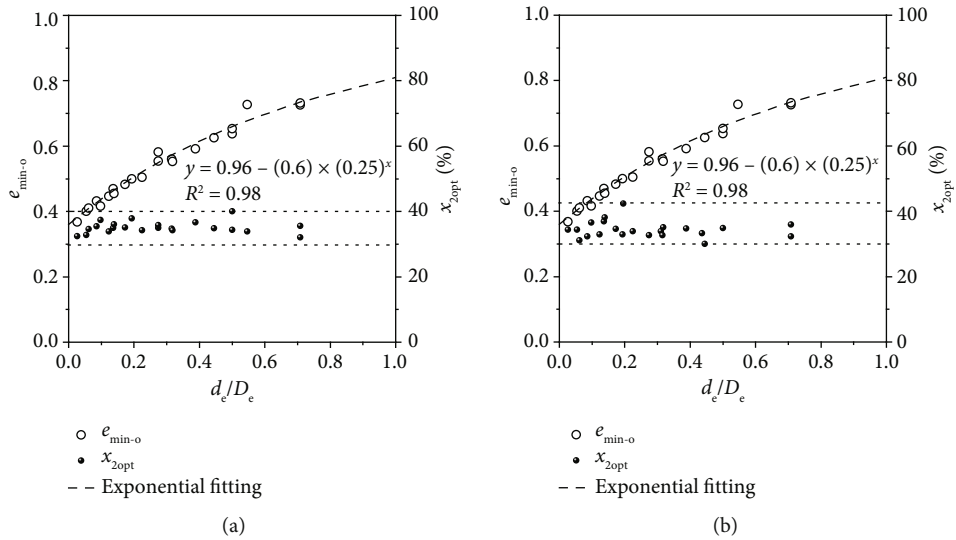 1.0
0.8
0.6
0.4
0.2
0.0
e_min-o
100
80
60
40
20
0
x_2opt (%)
y = 0.96 – (0.6) × (0.25)^x
R² = 0.98
0.0 0.2 0.4 0.6 0.8 1.0
d_e/D_e
e_min-o
x_2opt
Exponential fitting
(a)
1.0
0.8
0.6
0.4
0.2
0.0
e_min-o
100
80
60
40
20
0
x_2opt (%)
y = 0.96 – (0.6) × (0.25)^x
R² = 0.98
0.0 0.2 0.4 0.6 0.8 1.0
d_e/D_e
e_min-o
x_2opt
Exponential fitting
(b)